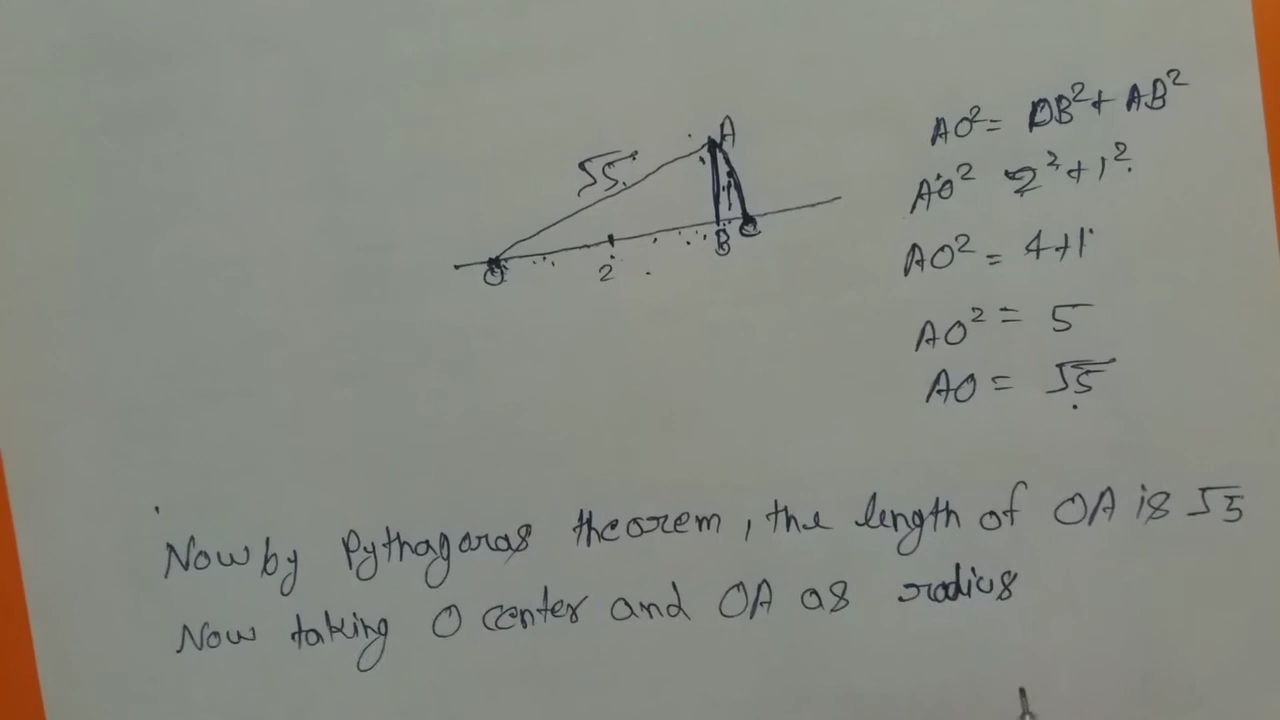 √5
A
O
2
B
C
AO² = OB² + AB²
AO² 2² + 1²
AO² = 4+1
AO² = 5
AO = √5
Now by Pythagaras theorem, the length of OA is √5
Now taking O center and OA as radius